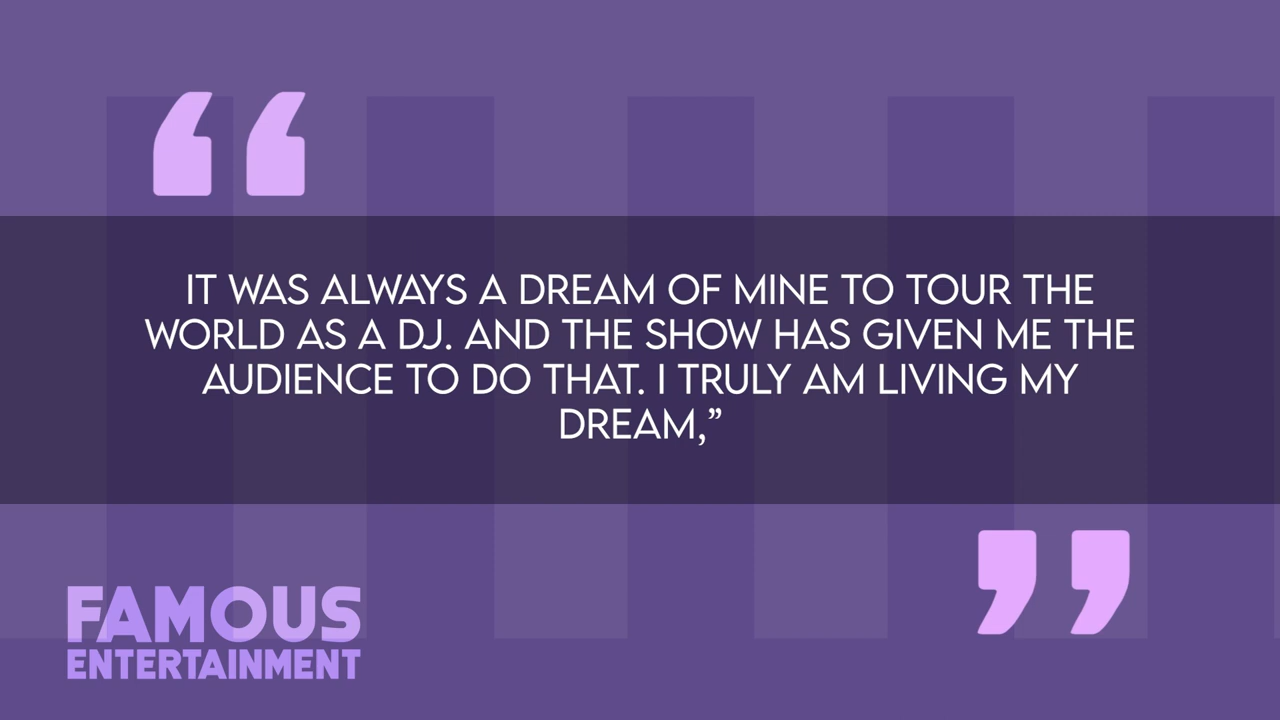 IT WAS ALWAYS A DREAM OF MINE TO TOUR THE
WORLD AS A DJ. AND THE SHOW HAS GIVEN ME THE
AUDIENCE TO DO THAT. I TRULY AM LIVING MY
DREAM,”
FAMOUS
ENTERTAINMENT